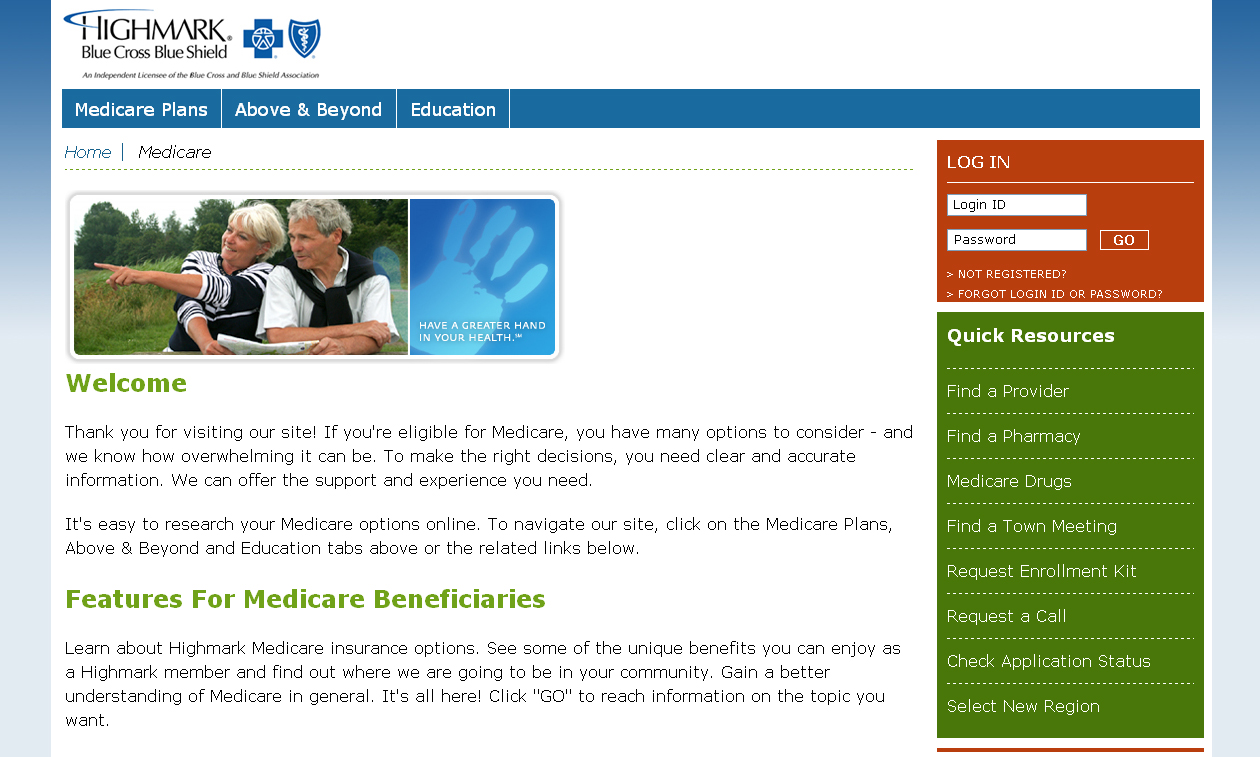 HIGHMARK®
Blue Cross Blue Shield
An Independent Licensee of the Blue Cross and Blue Shield Association
Medicare Plans
Above & Beyond
Education
Home
Medicare
HAVE A GREATER HAND
IN YOUR HEALTH.℠
Welcome
Thank you for visiting our site! If you're eligible for Medicare, you have many options to consider - and
we know how overwhelming it can be. To make the right decisions, you need clear and accurate
information. We can offer the support and experience you need.
It's easy to research your Medicare options online. To navigate our site, click on the Medicare Plans,
Above & Beyond and Education tabs above or the related links below.
Features For Medicare Beneficiaries
Learn about Highmark Medicare insurance options. See some of the unique benefits you can enjoy as
a Highmark member and find out where we are going to be in your community. Gain a better
understanding of Medicare in general. It's all here! Click "GO" to reach information on the topic you
want.
LOG IN
Login ID
Password
GO
> NOT REGISTERED?
> FORGOT LOGIN ID OR PASSWORD?
Quick Resources
Find a Provider
Find a Pharmacy
Medicare Drugs
Find a Town Meeting
Request Enrollment Kit
Request a Call
Check Application Status
Select New Region